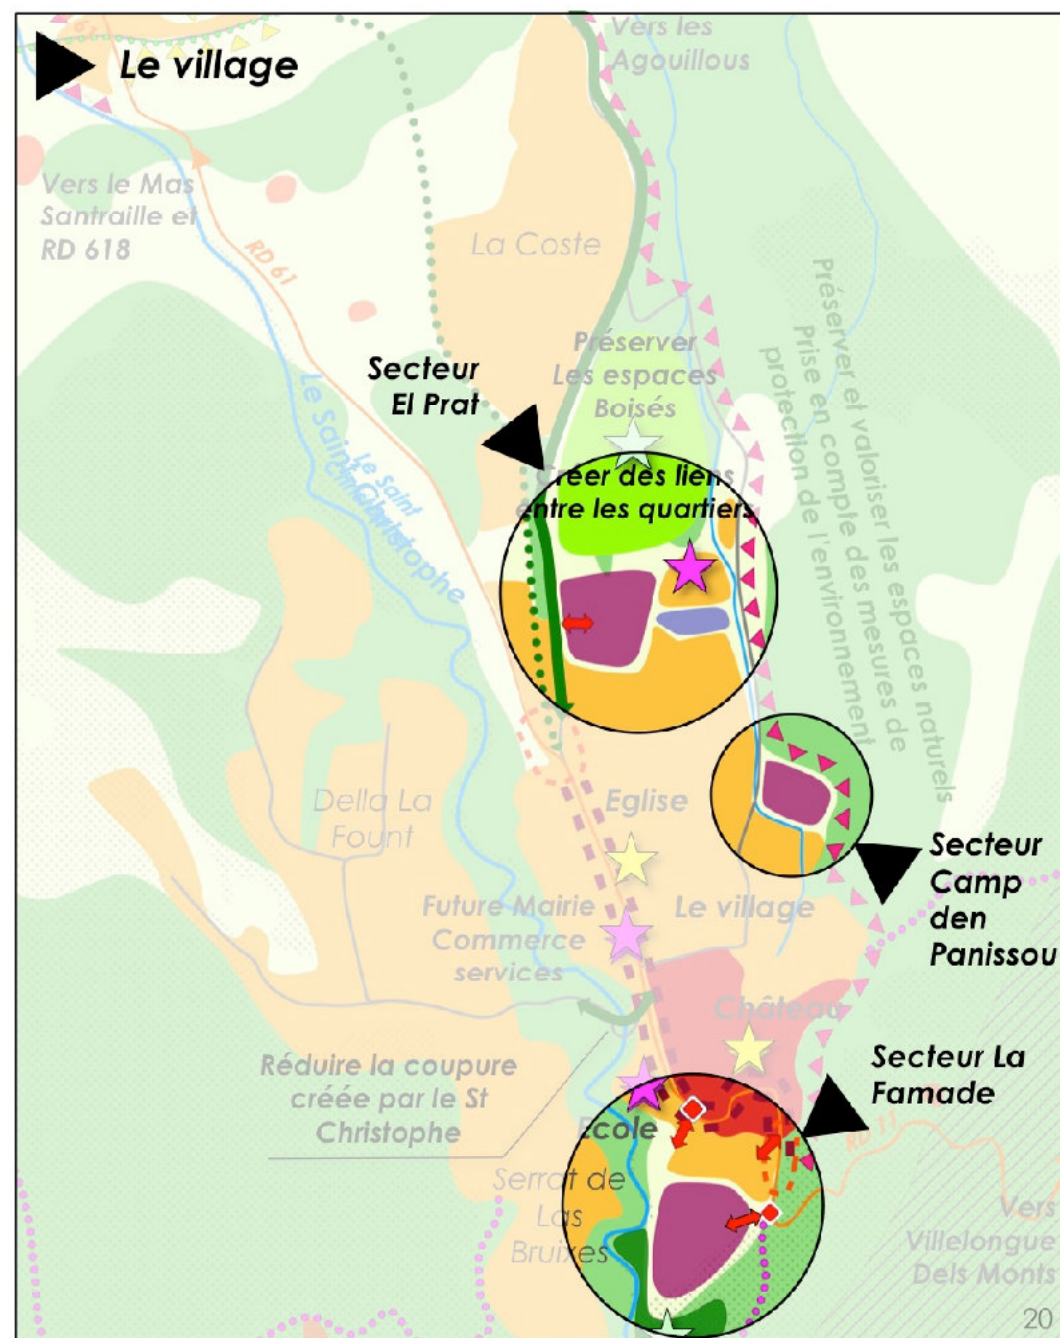 Le village
Vers les
Agouillous
Vers le Mas
Santraille et
RD 618
RD 61
61
La Coste
Préserver
Les espaces
Boisés
Secteur
El Prat
Créer des liens
entre les quartiers
Préserver et valoriser les espaces naturels
Prise en compte des mesures de
protection de l'environnement
Le Saint
Christophe
Le Saint
Della La
Fount
Eglise
Future Mairie
Commerce
services
Le village
Secteur
Camp
den
Panissou
Château
Réduire la coupure
créée par le St
Christophe
Secteur La
Famade
Ecole
RD 11
Serrat de
Las
Bruixes
Vers
Villelongue
Dels Monts
20